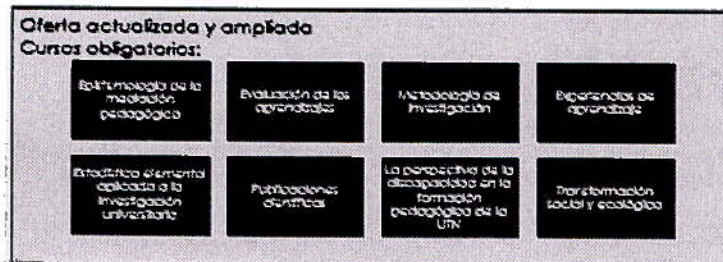 Oferta actualizada y ampliada
Cursos obligatorios:
Epistemología de la
mediación
pedagógica
Evaluación de los
aprendizajes
Metodología de
investigación
Experiencias de
aprendizaje
Estadística elemental
aplicada a la
investigación
universitaria
Publicaciones
científicas
La perspectiva de la
discapacidad en la
formación
pedagógica de la
UTN
Transformación
social y ecológica